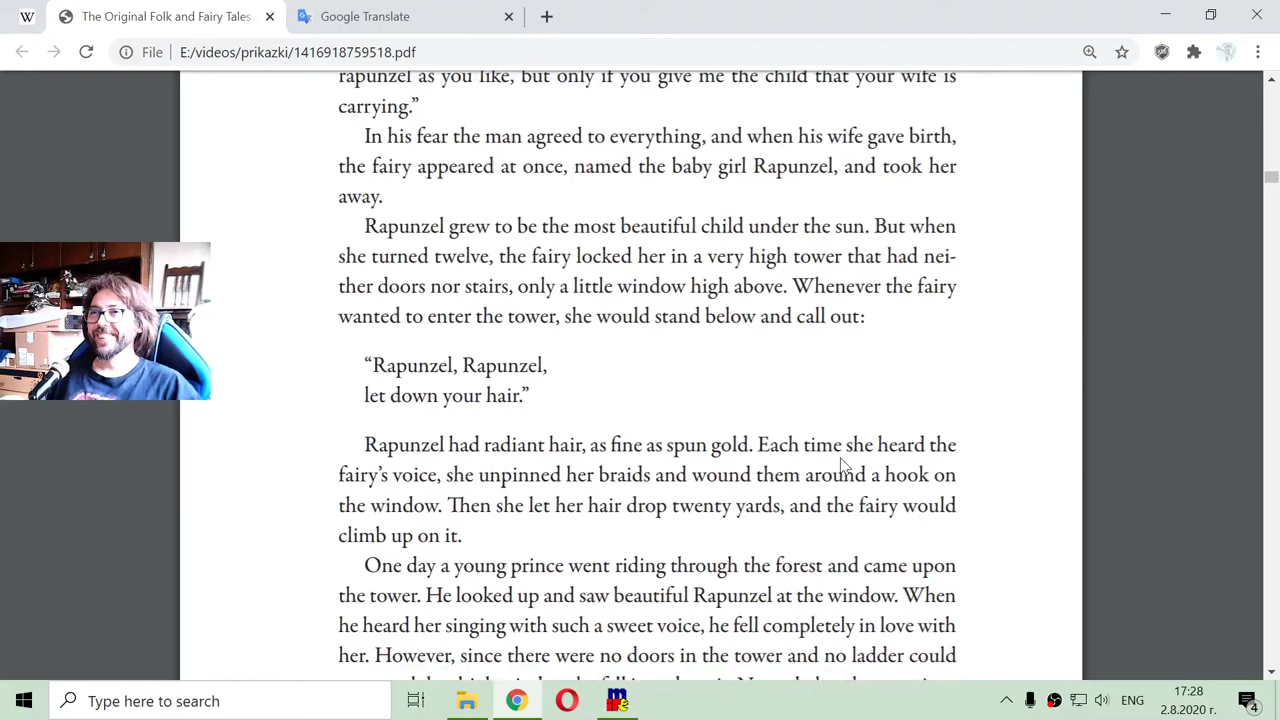 The Original Folk and Fairy Tales
Google Translate
File
E:/videos/prikazki/1416918759518.pdf
rapunzel as you like, but only if you give me the child that your wife is
carrying.”
In his fear the man agreed to everything, and when his wife gave birth,
the fairy appeared at once, named the baby girl Rapunzel, and took her
away.
Rapunzel grew to be the most beautiful child under the sun. But when
she turned twelve, the fairy locked her in a very high tower that had nei-
ther doors nor stairs, only a little window high above. Whenever the fairy
wanted to enter the tower, she would stand below and call out:
“Rapunzel, Rapunzel,
let down your hair.”
Rapunzel had radiant hair, as fine as spun gold. Each time she heard the
fairy’s voice, she unpinned her braids and wound them around a hook on
the window. Then she let her hair drop twenty yards, and the fairy would
climb up on it.
One day a young prince went riding through the forest and came upon
the tower. He looked up and saw beautiful Rapunzel at the window. When
he heard her singing with such a sweet voice, he fell completely in love with
her. However, since there were no doors in the tower and no ladder could
Type here to search
ЕНГ
17:28
2.8.2020 г.
4